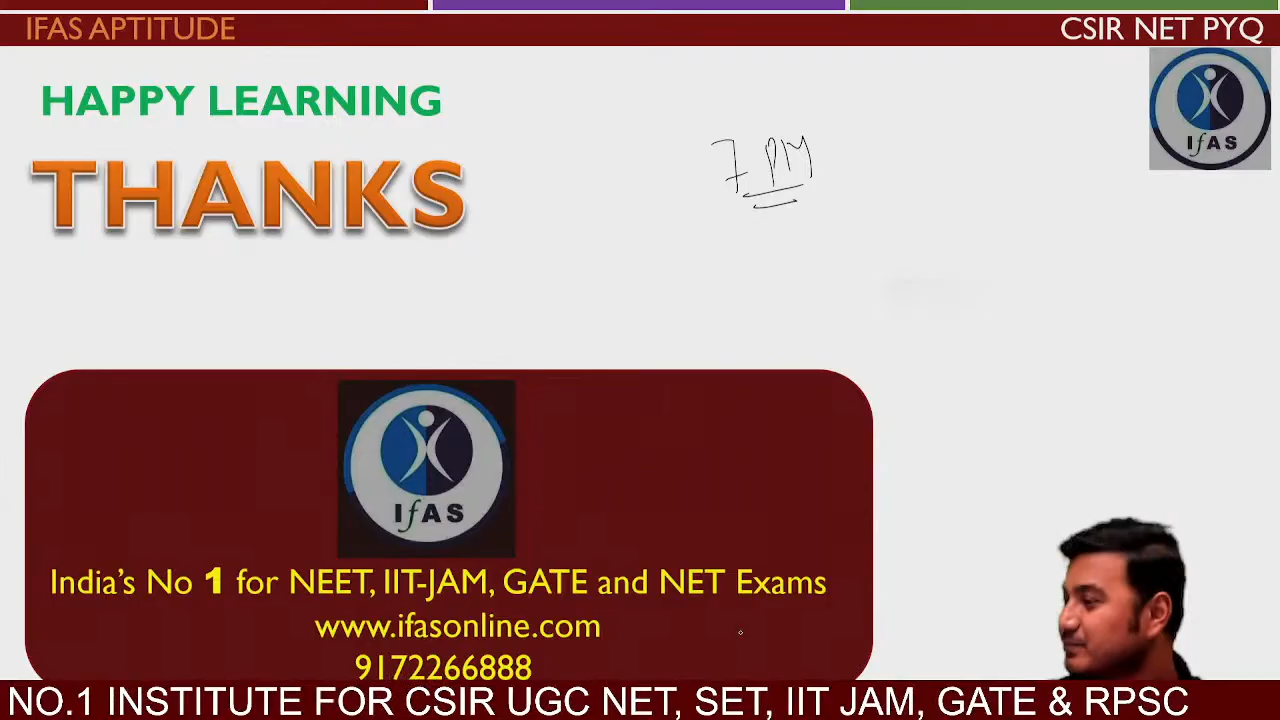 IFAS APTITUDE
CSIR NET PYQ
HAPPY LEARNING
THANKS
7 PM
IfAS
IfAS
India's No 1 for NEET, IIT-JAM, GATE and NET Exams
www.ifasonline.com
9172266888
NO.1 INSTITUTE FOR CSIR UGC NET, SET, IIT JAM, GATE & RPSC